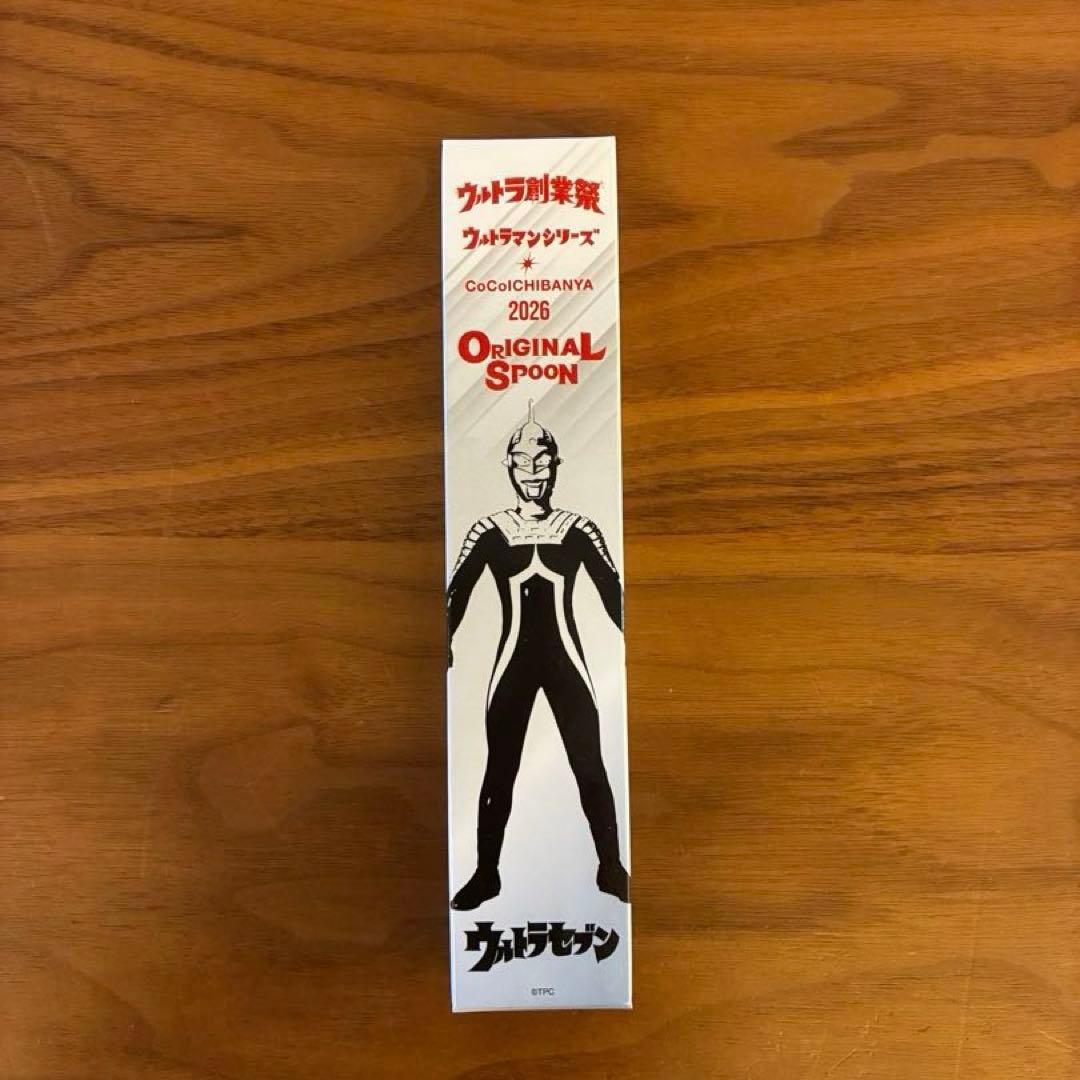 ウルトラ創業祭
ウルトラマンシリーズ
CoCoICHIBANYA
2026
ORIGINAL
SPOON
ウルトラセブン
©TPC